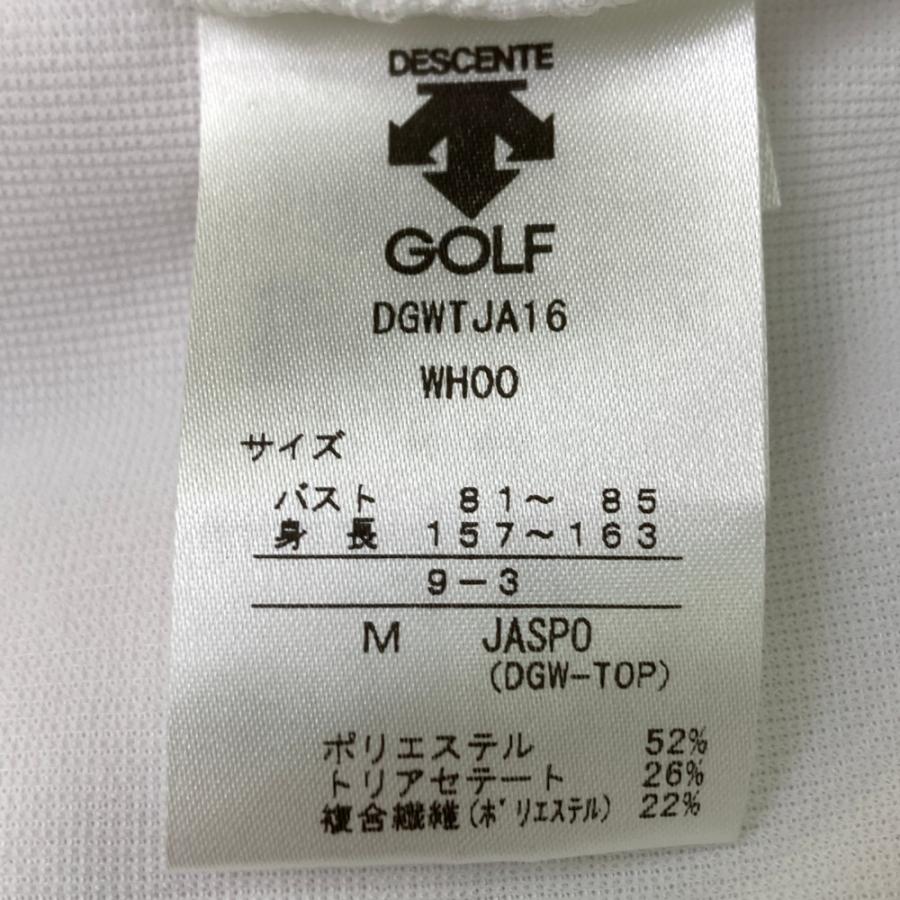 DESCENTE
GOLF
DGWTJA16
WH00
サイズ
バスト 81～ 85
身 長 157～163
9－3
M JASPO
(DGW-TOP)
ポリエステル 52%
トリアセテート 26%
複合繊維(ﾎﾟﾘｴｽﾃﾙ) 22%